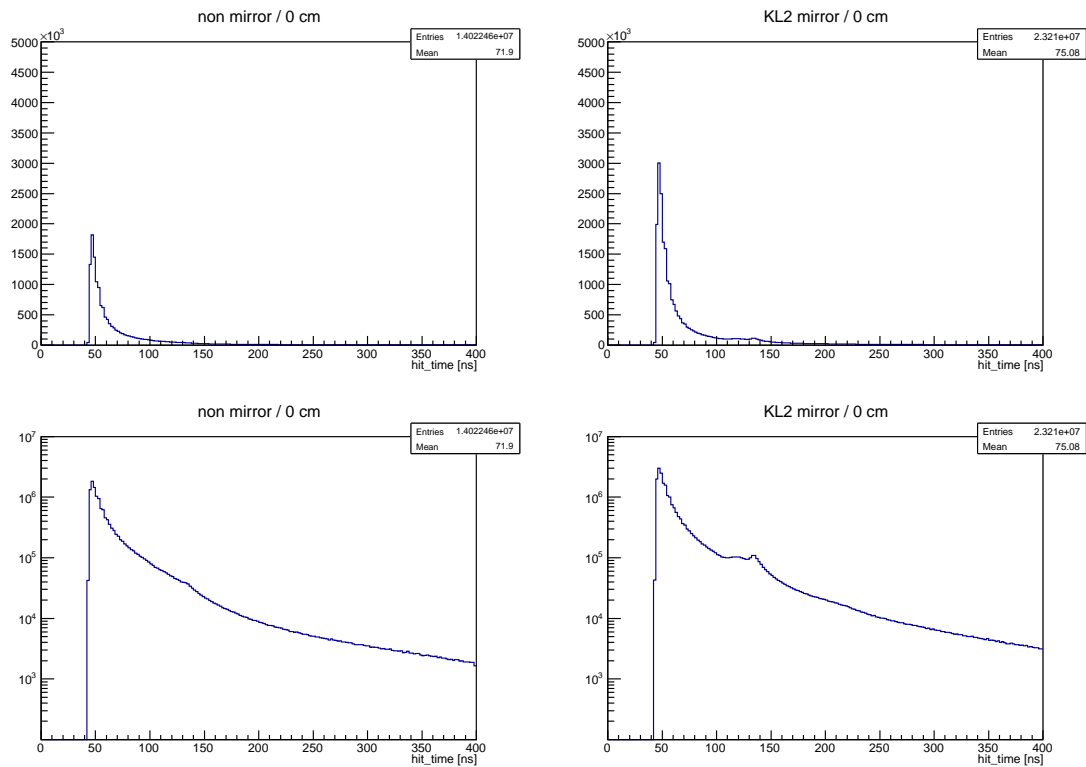 non mirror / 0 cm
Entries 1.402246e+07
Mean 71.9
×10³
5000
4500
4000
3500
3000
2500
2000
1500
1000
500
0
0 50 100 150 200 250 300 350 400
hit_time [ns]
KL2 mirror / 0 cm
Entries 2.321e+07
Mean 75.08
×10³
5000
4500
4000
3500
3000
2500
2000
1500
1000
500
0
0 50 100 150 200 250 300 350 400
hit_time [ns]
non mirror / 0 cm
Entries 1.402246e+07
Mean 71.9
10⁷
10⁶
10⁵
10⁴
10³
0 50 100 150 200 250 300 350 400
hit_time [ns]
KL2 mirror / 0 cm
Entries 2.321e+07
Mean 75.08
10⁷
10⁶
10⁵
10⁴
10³
0 50 100 150 200 250 300 350 400
hit_time [ns]